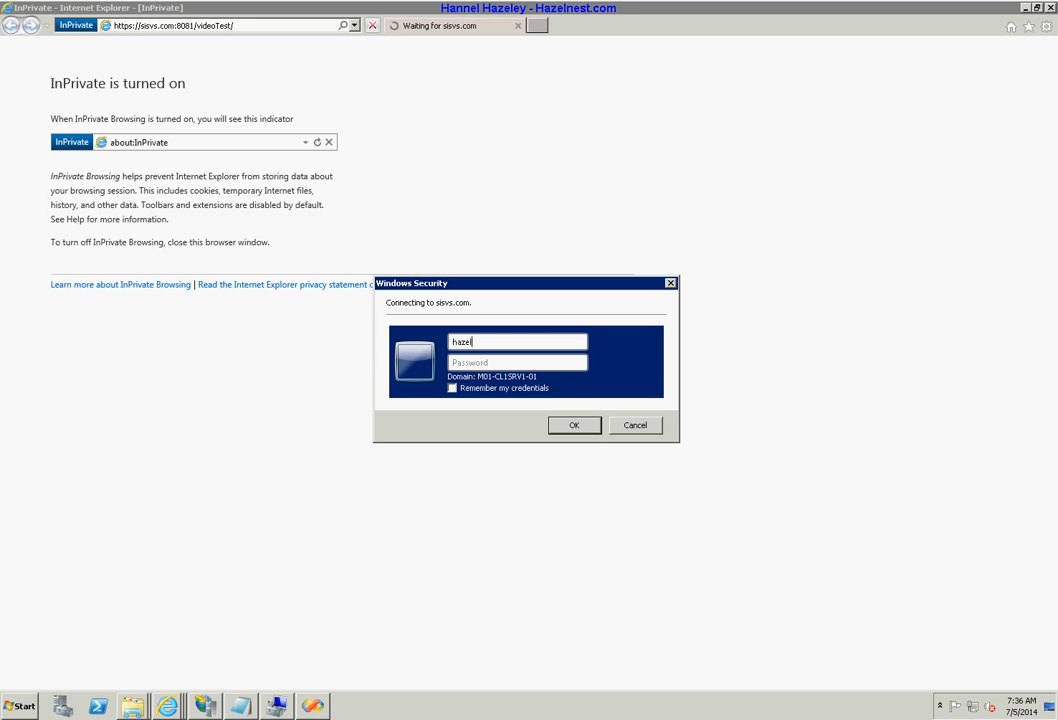 InPrivate - Internet Explorer - [InPrivate]
Hannel Hazeley - Hazelnest.com
InPrivate
https://sisvs.com:8081/videoTest/
Waiting for sisvs.com
InPrivate is turned on
When InPrivate Browsing is turned on, you will see this indicator
InPrivate
about:InPrivate
InPrivate Browsing helps prevent Internet Explorer from storing data about
your browsing session. This includes cookies, temporary Internet files,
history, and other data. Toolbars and extensions are disabled by default.
See Help for more information.
To turn off InPrivate Browsing, close this browser window.
Learn more about InPrivate Browsing | Read the Internet Explorer privacy statement o
Windows Security
Connecting to sisvs.com.
hazel
Password
Domain: M01-CL1SRV1-01
Remember my credentials
OK
Cancel
Start
7:36 AM
7/5/2014